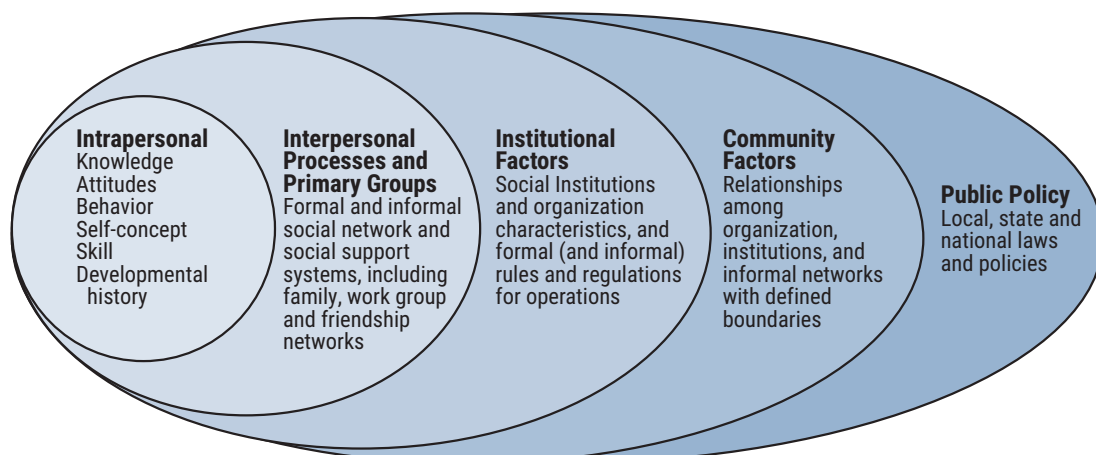 Intrapersonal
Knowledge
Attitudes
Behavior
Self-concept
Skill
Developmental
history
Interpersonal
Processes and
Primary Groups
Formal and informal
social network and
social support
systems, including
family, work group
and friendship
networks
Institutional
Factors
Social Institutions
and organization
characteristics, and
formal (and informal)
rules and regulations
for operations
Community
Factors
Relationships
among
organization,
institutions, and
informal networks
with defined
boundaries
Public Policy
Local, state and
national laws
and policies